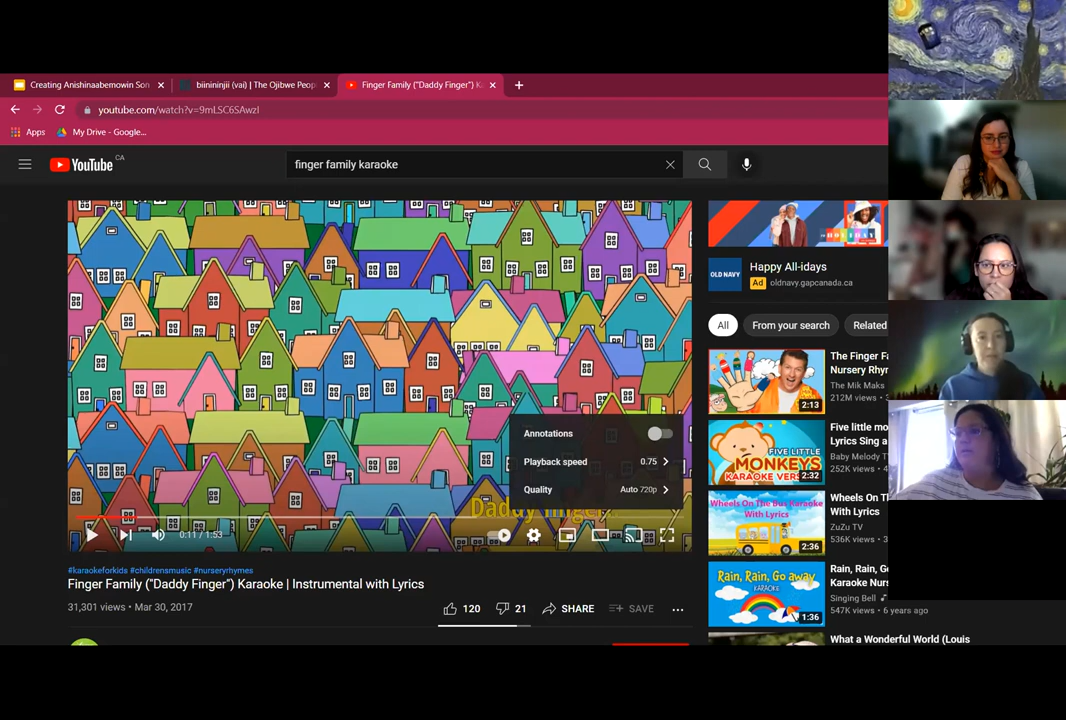 Creating Anishinaabemowin Son
biinininjii (vai) | The Ojibwe Peopl
Finger Family ("Daddy Finger") Ka
youtube.com/watch?v=9mLSC6SAwzI
Apps
My Drive - Google...
YouTube CA
finger family karaoke
HOLIDAY
OLD NAVY
Happy All-idays
Ad oldnavy.gapcanada.ca
All
From your search
Related
The Finger Fa
Nursery Rhyr
The Mik Maks
212M views
2:13
Five little mo
Lyrics Sing a
Baby Melody T
252K views
FIVE LITTLE
MONKEYS
KARAOKE VERS
2:32
Wheels On Th
With Lyrics
ZuZu TV
536K views
Wheels On The Bus Karaoke
With Lyrics
2:36
Rain, Rain, Go
Karaoke Nurs
Singing Bell
547K views • 6 years ago
Rain, Rain, Go away
KARAOKE
1:36
What a Wonderful World (Louis
Annotations
Playback speed 0.75
Quality Auto 720p
Daddy finger,
0:11 / 1:53
#karaokeforkids #childrensmusic #nurseryrhymes
Finger Family ("Daddy Finger") Karaoke | Instrumental with Lyrics
31,301 views • Mar 30, 2017
120
21
SHARE
SAVE